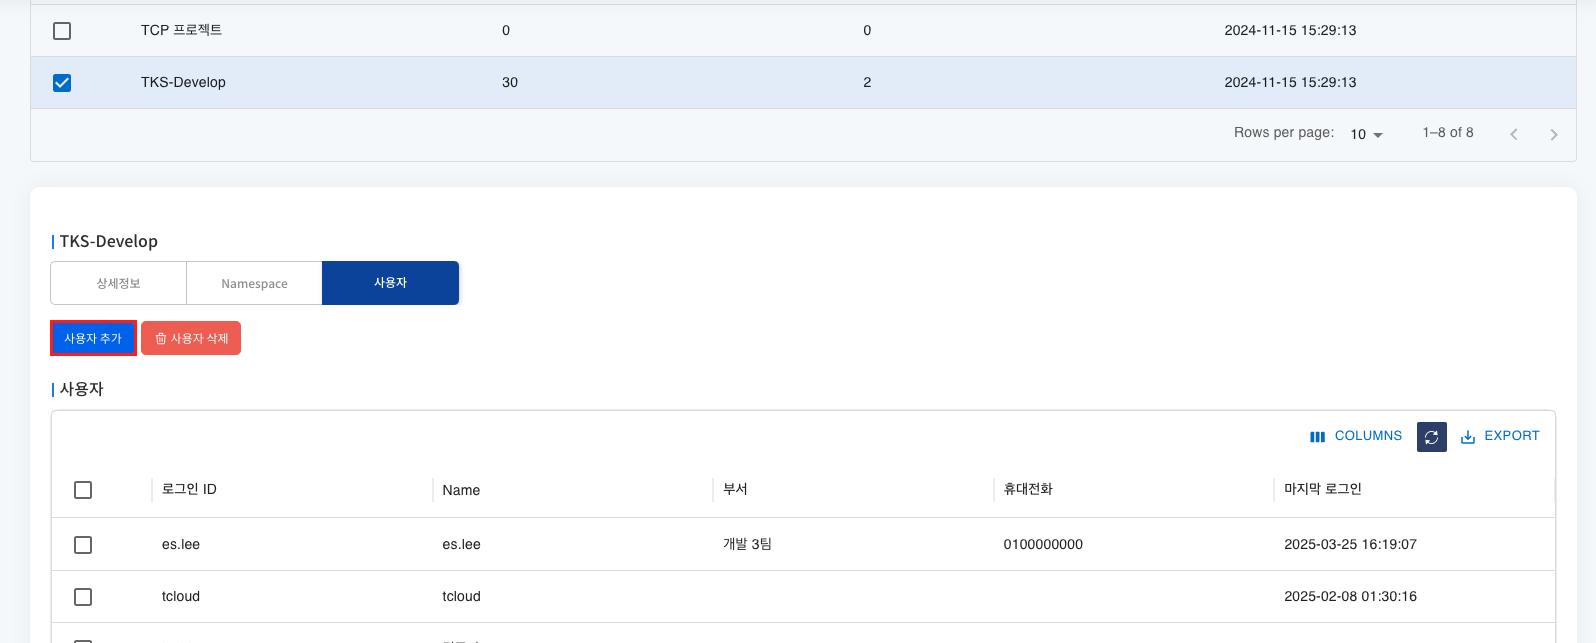 TCP 프로젝트 0 0 2024-11-15 15:29:13
TKS-Develop 30 2 2024-11-15 15:29:13
Rows per page: 10 1–8 of 8
TKS-Develop
상세정보 Namespace 사용자
사용자 추가 사용자 삭제
사용자
COLUMNS EXPORT
로그인 ID Name 부서 휴대전화 마지막 로그인
es.lee es.lee 개발 3팀 0100000000 2025-03-25 16:19:07
tcloud tcloud 2025-02-08 01:30:16